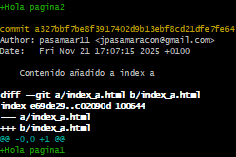 +Hola pagina2
commit a327bbf7be8f3917402d9b13ebf8cd21dfe7fe64
Author: pasamaar11 <jpasamaracon@gmail.com>
Date:   Fri Nov 21 17:07:15 2025 +0100
Contenido añadido a index a
diff --git a/index_a.html b/index_a.html
index e69de29..c02090d 100644
--- a/index_a.html
+++ b/index_a.html
@@ -0,0 +1 @@
+Hola pagina1